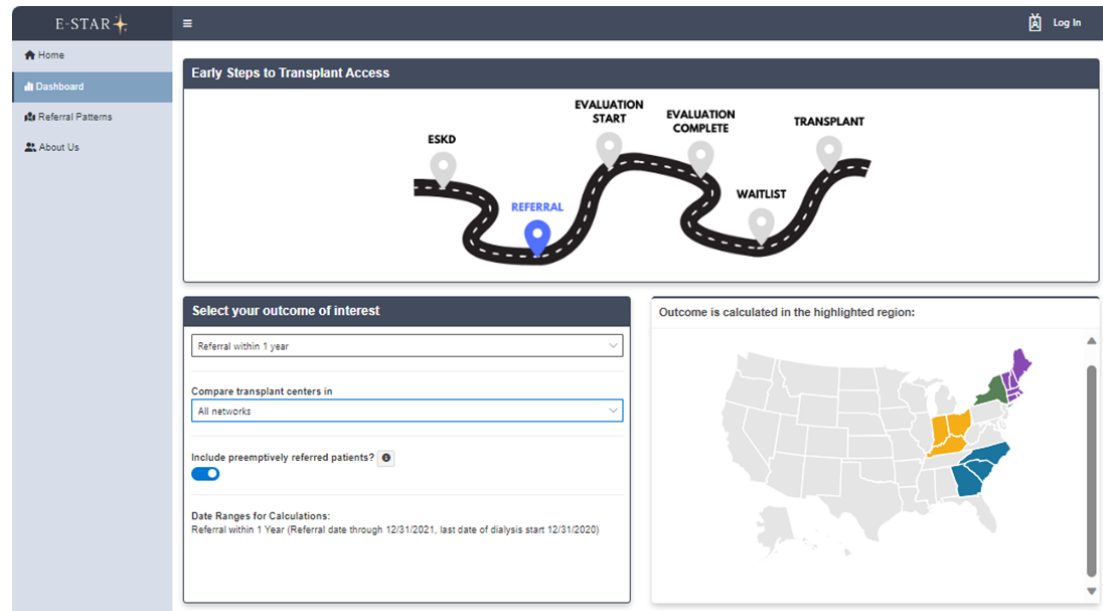 E-STAR
Log In
Home
Dashboard
Referral Patterns
About Us
Early Steps to Transplant Access
ESKD
REFERRAL
EVALUATION
START
EVALUATION
COMPLETE
WAITLIST
TRANSPLANT
Select your outcome of interest
Referral within 1 year
Compare transplant centers in
All networks
Include preemptively referred patients?
Date Ranges for Calculations:
Referral within 1 Year (Referral date through 12/31/2021, last date of dialysis start 12/31/2020)
Outcome is calculated in the highlighted region: